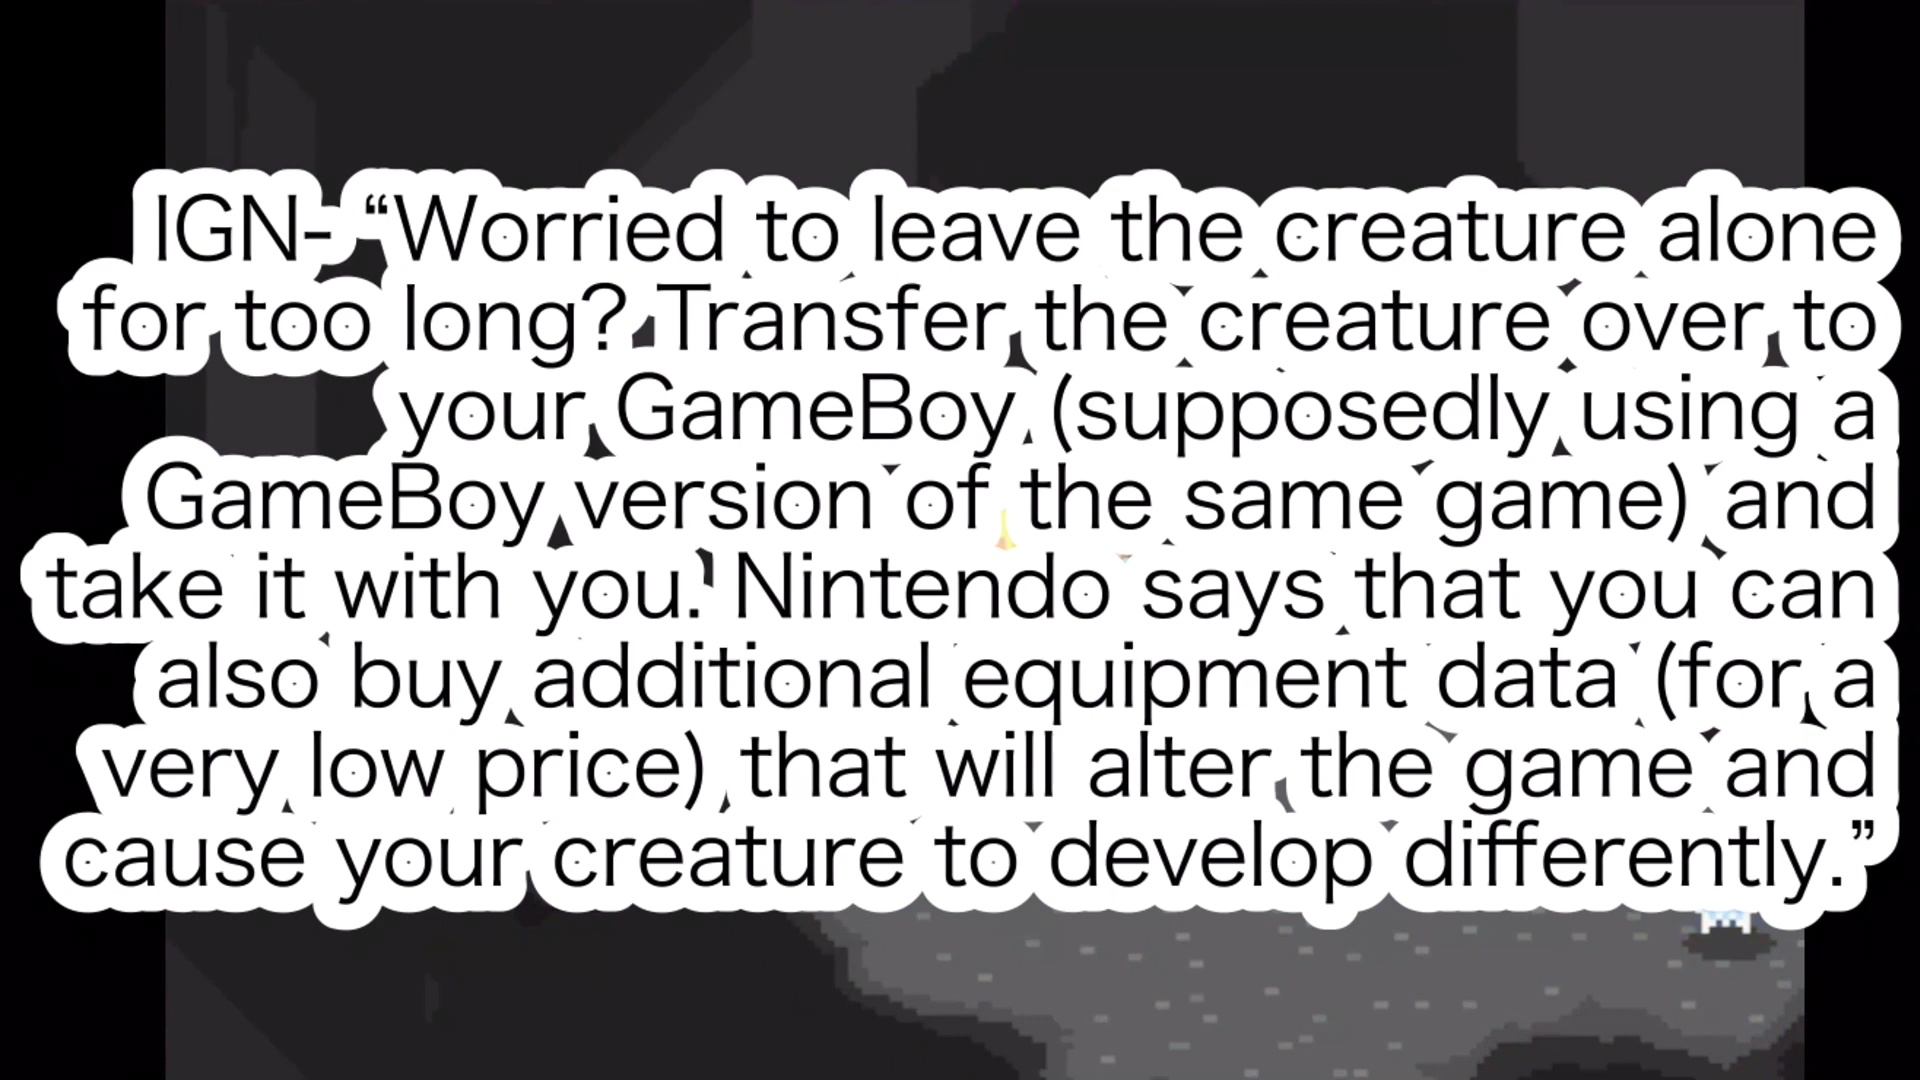 IGN- “Worried to leave the creature alone
for too long? Transfer the creature over to
your GameBoy (supposedly using a
GameBoy version of the same game) and
take it with you. Nintendo says that you can
also buy additional equipment data (for a
very low price) that will alter the game and
cause your creature to develop differently.”